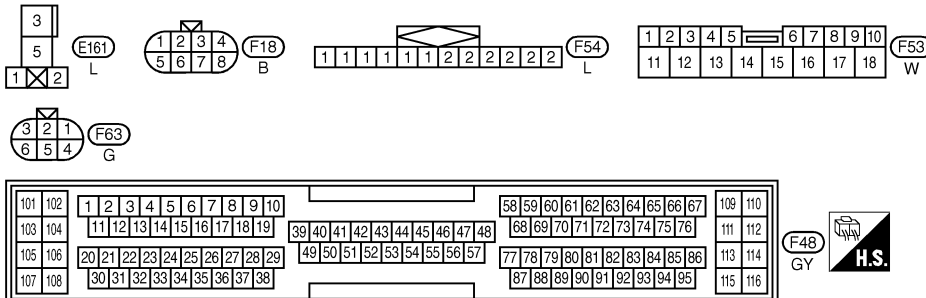 3
5
1 2
E161
L
1 2 3 4
5 6 7 8
F18
B
1 1 1 1 1 1 2 2 2 2 2 2
F54
L
1 2 3 4 5 6 7 8 9 10
11 12 13 14 15 16 17 18
F53
W
3 2 1
6 5 4
F63
G
101 102
103 104
105 106
107 108
1 2 3 4 5 6 7 8 9 10
11 12 13 14 15 16 17 18 19
20 21 22 23 24 25 26 27 28 29
30 31 32 33 34 35 36 37 38
39 40 41 42 43 44 45 46 47 48
49 50 51 52 53 54 55 56 57
58 59 60 61 62 63 64 65 66 67
68 69 70 71 72 73 74 75 76
77 78 79 80 81 82 83 84 85 86
87 88 89 90 91 92 93 94 95
109 110
111 112
113 114
115 116
F48
GY
H.S.